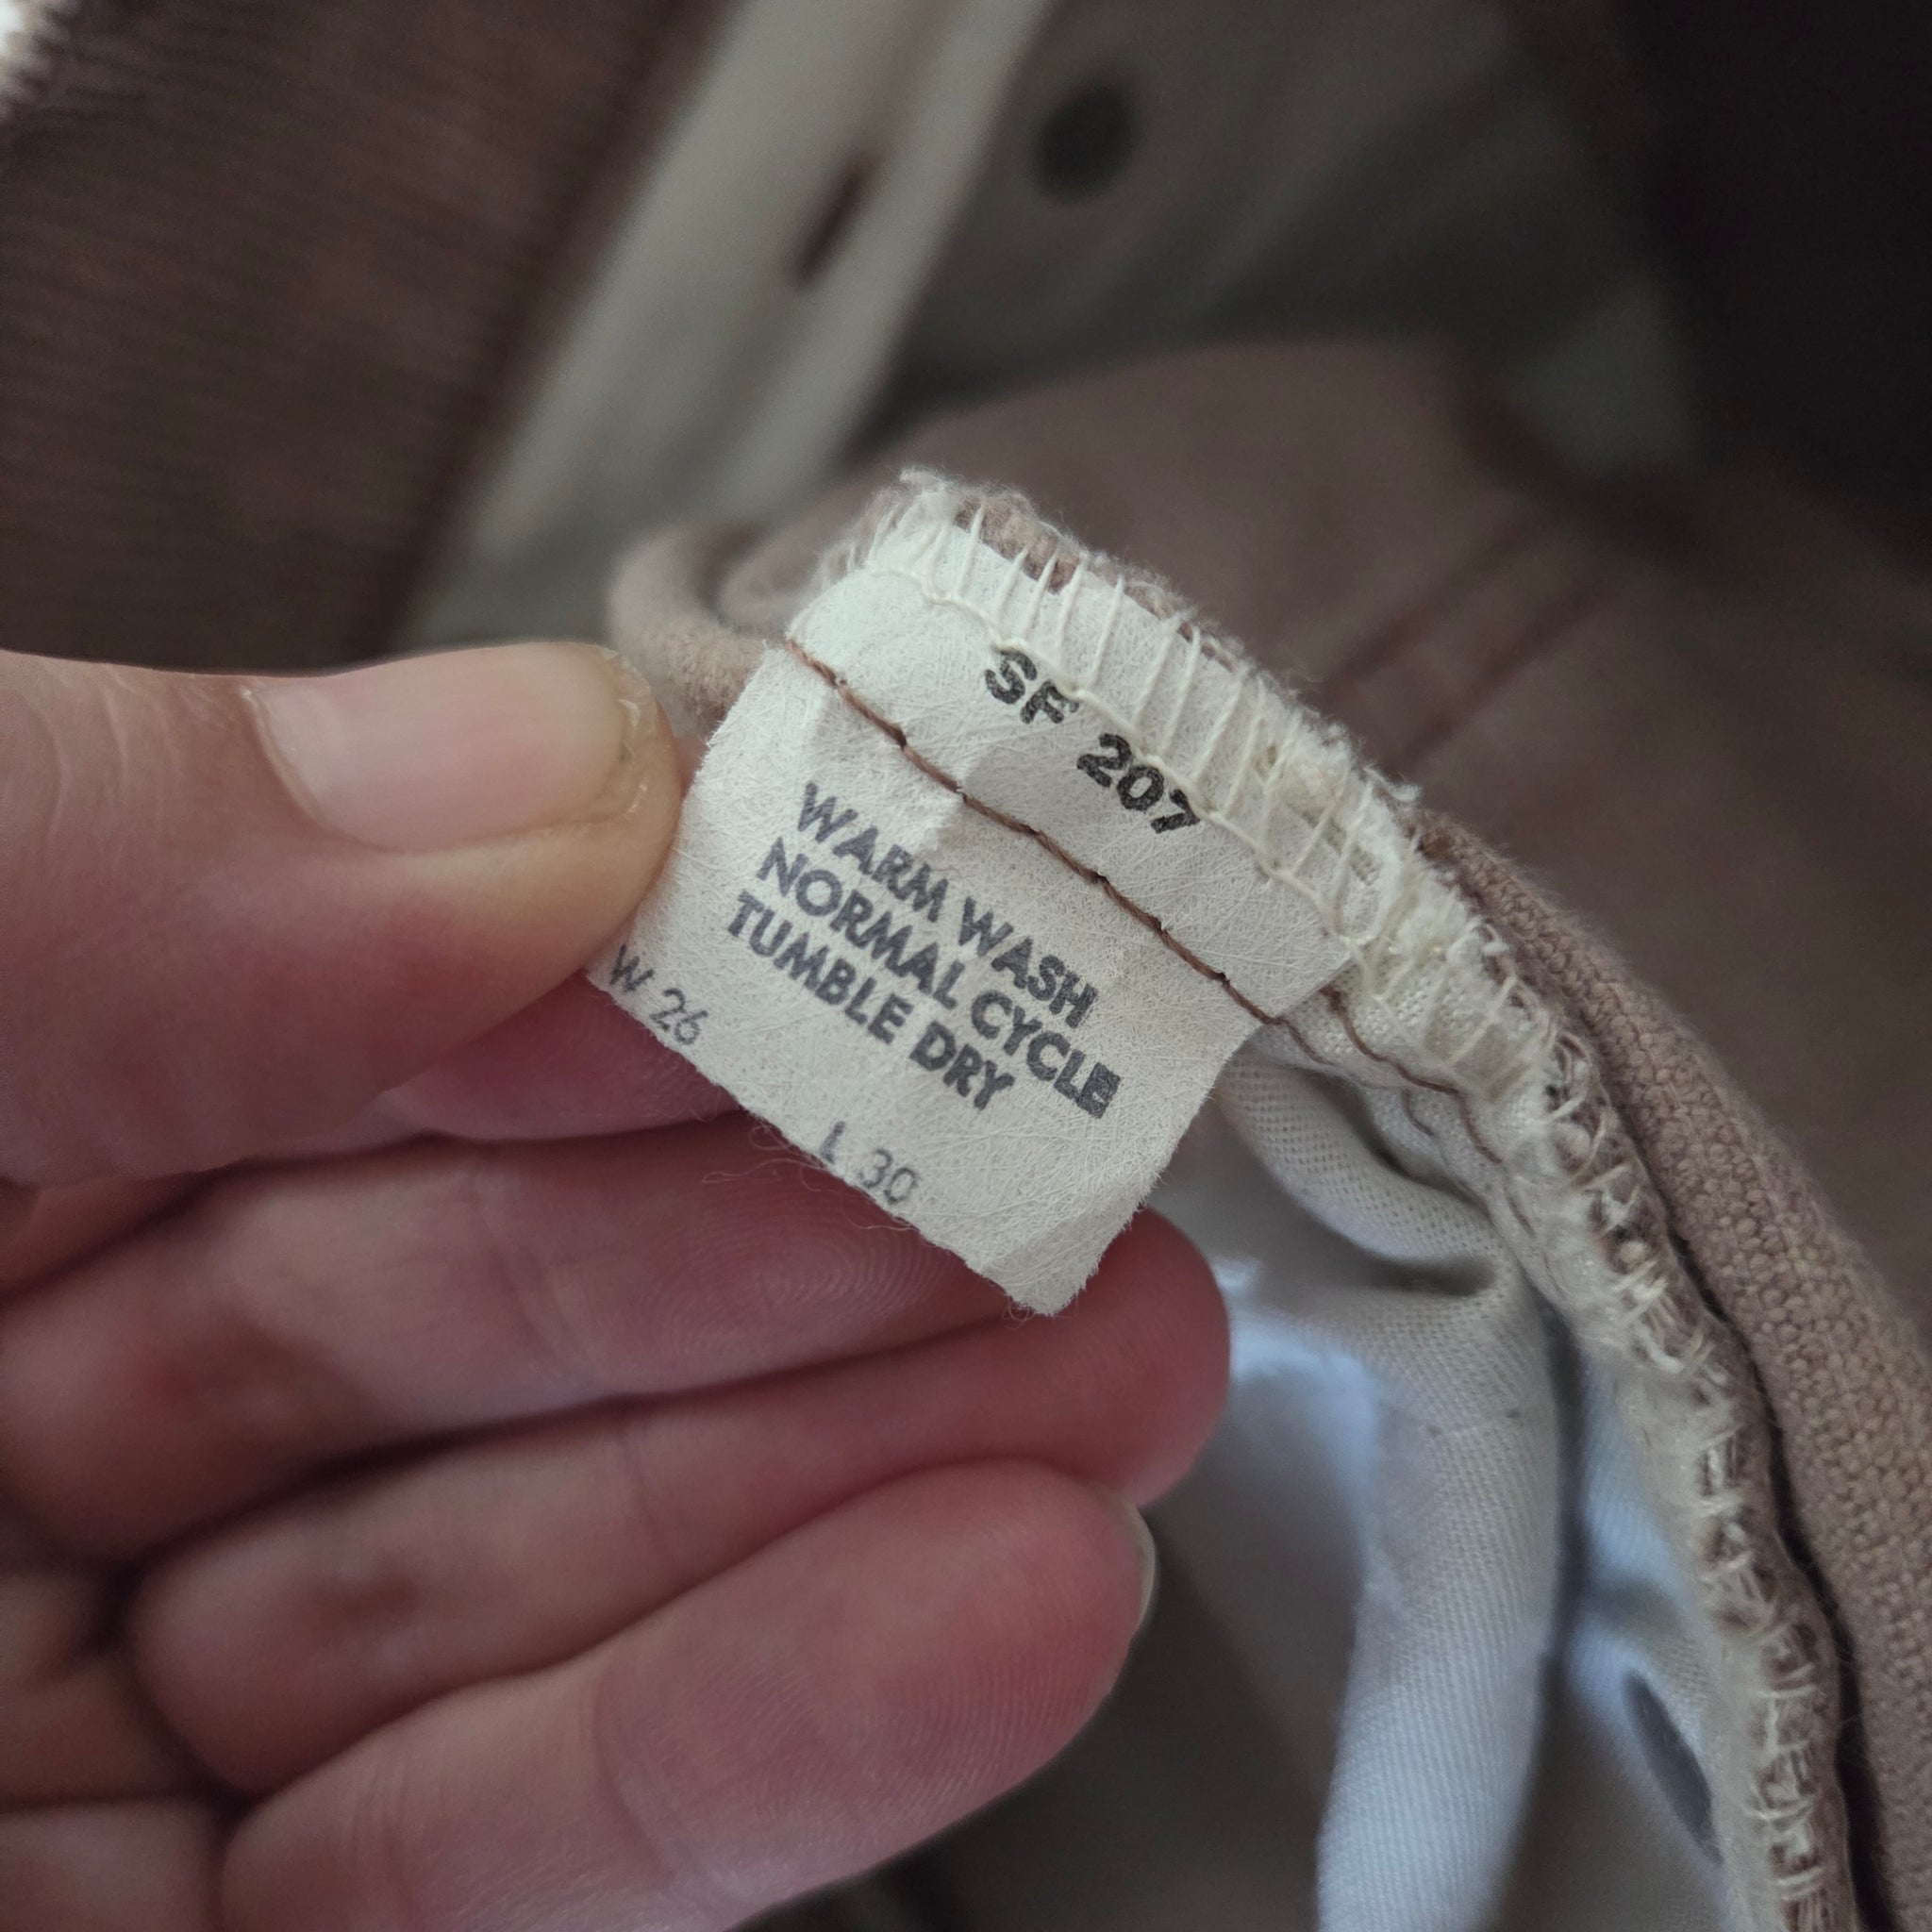 SF 207
WARM WASH
NORMAL CYCLE
TUMBLE DRY
W 26
L 30